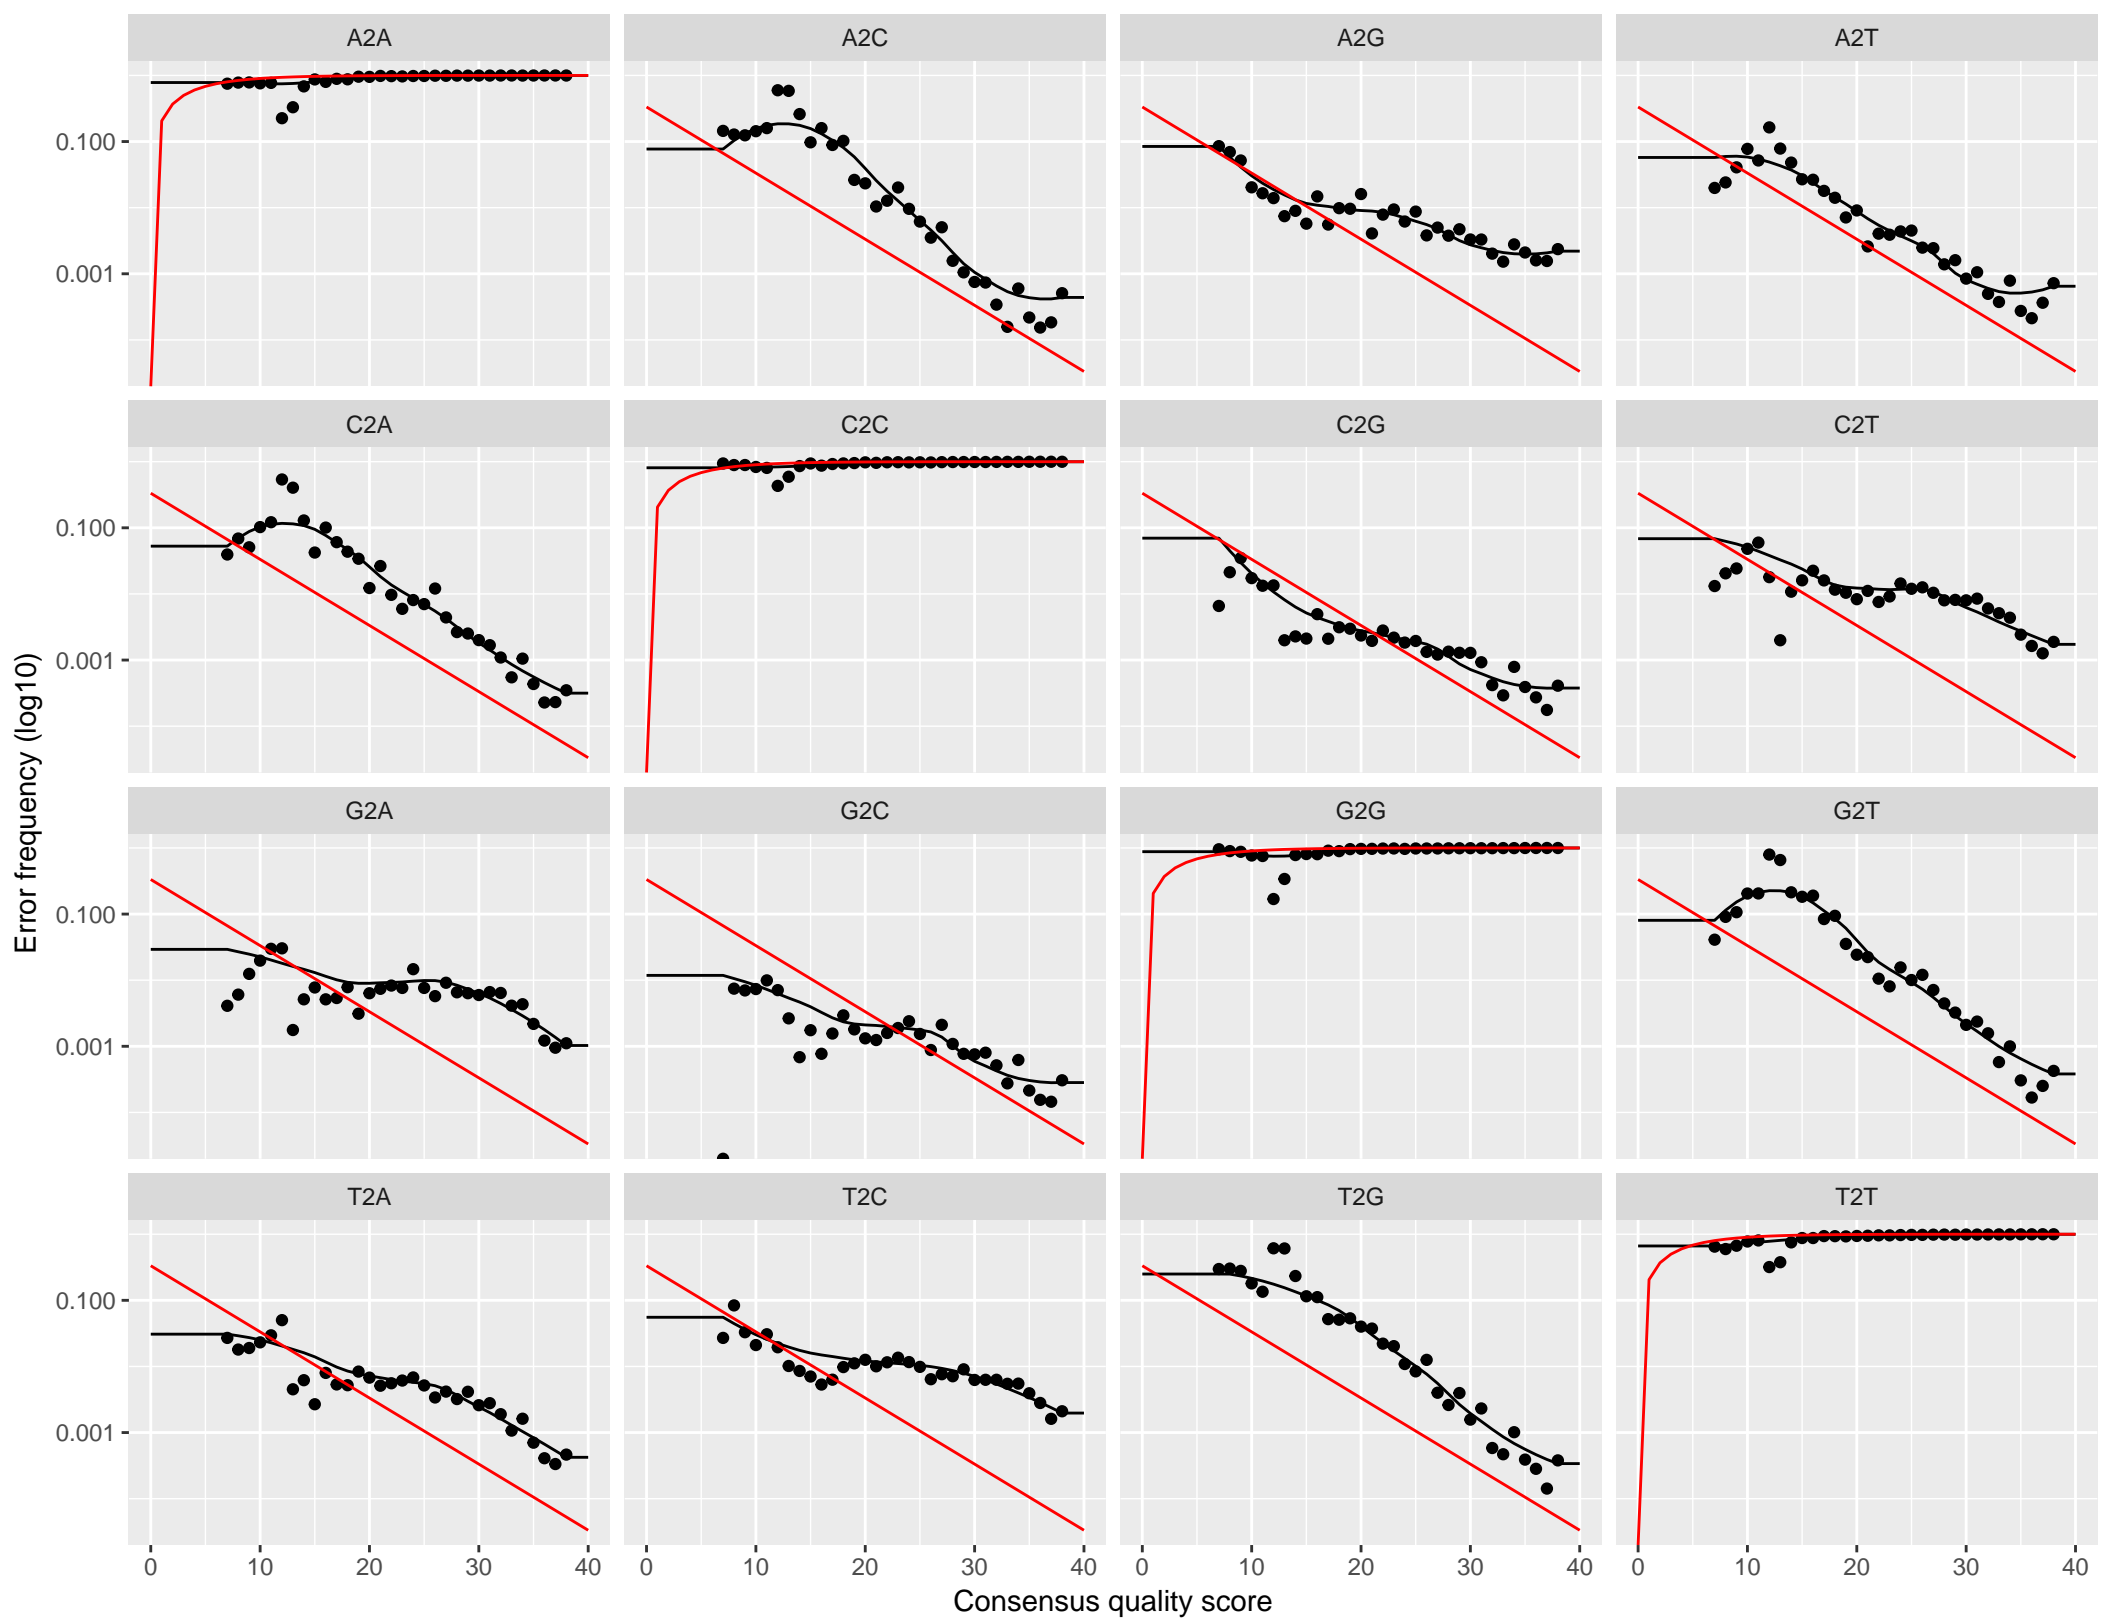 A2A A2C A2G A2T
0.100
0.001
C2A C2C C2G C2T
0.100
0.001
G2A G2C G2G G2T
0.100
0.001
T2A T2C T2G T2T
0.100
0.001
0 10 20 30 40 0 10 20 30 40 0 10 20 30 40 0 10 20 30 40
Consensus quality score
Error frequency (log10)